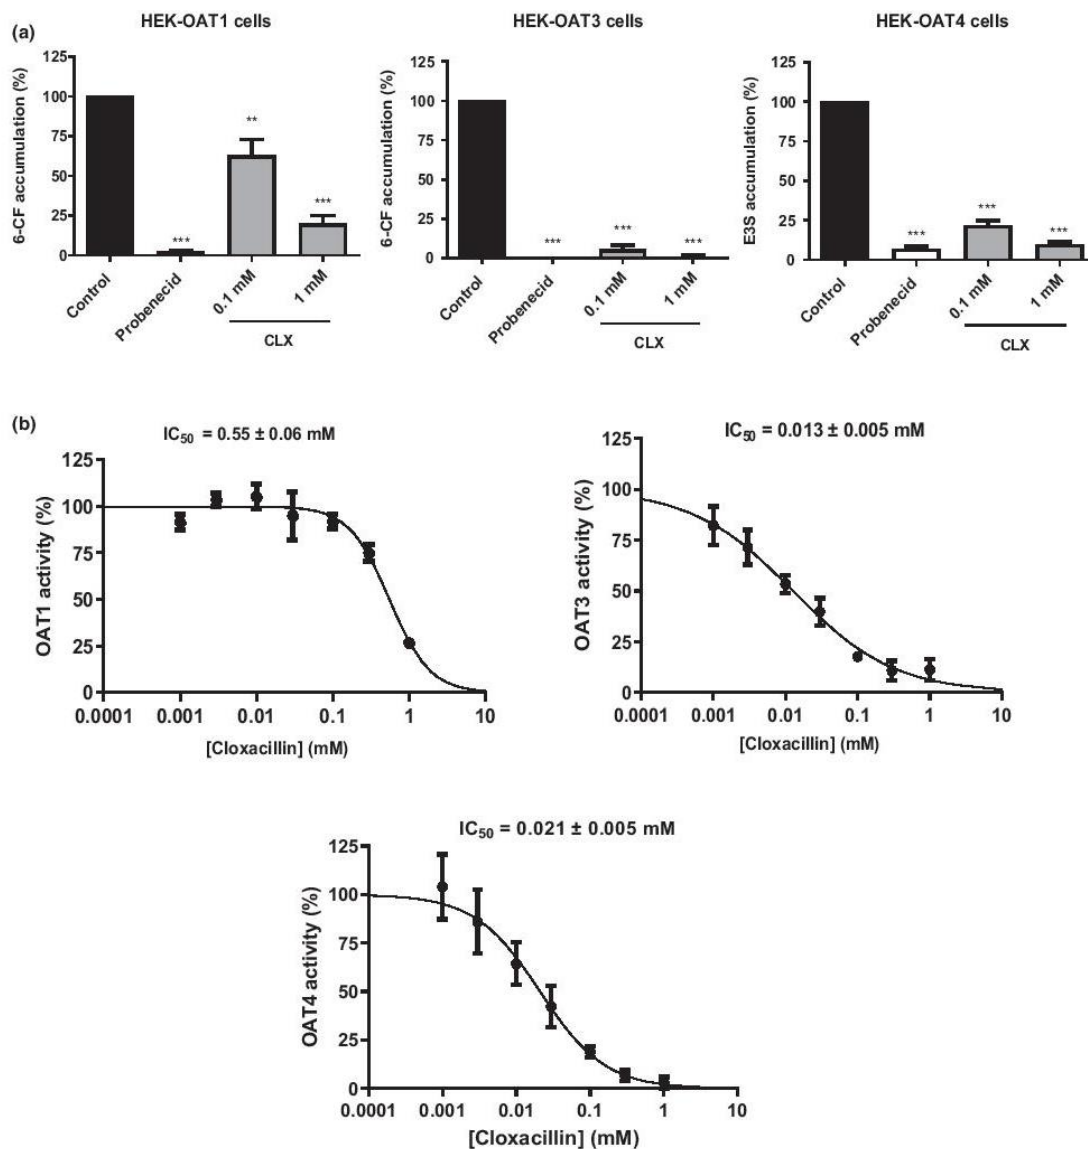 (a)
HEK-OAT1 cells
6-CF accumulation (%)
125
100
75
50
25
0
**
***
***
Control
Probenecid
0.1 mM
1 mM
CLX
HEK-OAT3 cells
6-CF accumulation (%)
125
100
75
50
25
0
***
***
***
Control
Probenecid
0.1 mM
1 mM
CLX
HEK-OAT4 cells
E3S accumulation (%)
125
100
75
50
25
0
***
***
***
Control
Probenecid
0.1 mM
1 mM
CLX
(b)
IC50 = 0.55 ± 0.06 mM
OAT1 activity (%)
125
100
75
50
25
0
0.0001 0.001 0.01 0.1 1 10
[Cloxacillin] (mM)
IC50 = 0.013 ± 0.005 mM
OAT3 activity (%)
125
100
75
50
25
0
0.0001 0.001 0.01 0.1 1 10
[Cloxacillin] (mM)
IC50 = 0.021 ± 0.005 mM
OAT4 activity (%)
125
100
75
50
25
0
0.0001 0.001 0.01 0.1 1 10
[Cloxacillin] (mM)